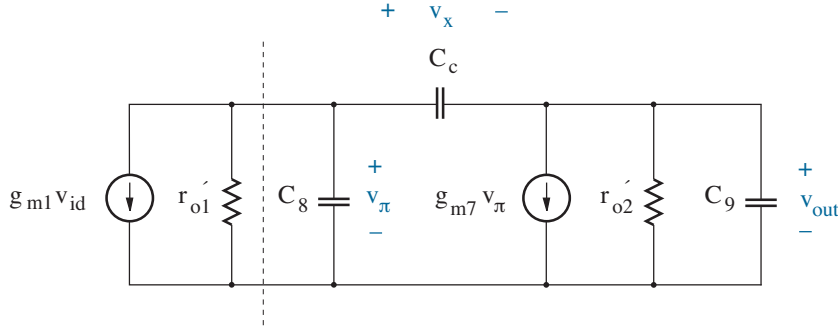 + v_x −
C_c
g_m1 v_id
r_o1′
C_8
+
v_π
−
g_m7 v_π
r_o2′
C_9
+
v_out
−